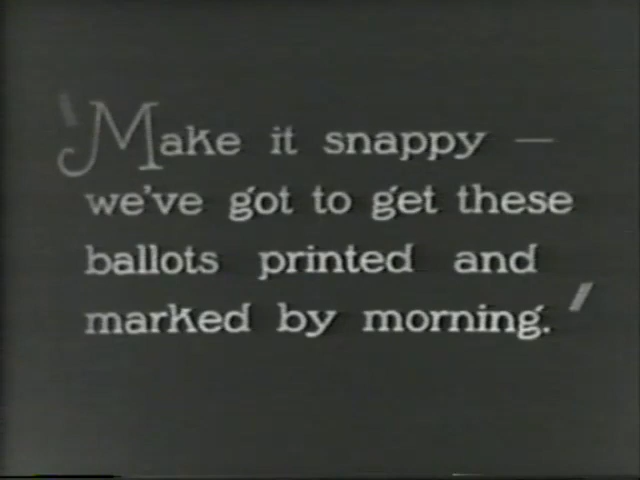 'Make it snappy —
we've got to get these
ballots printed and
marked by morning.'